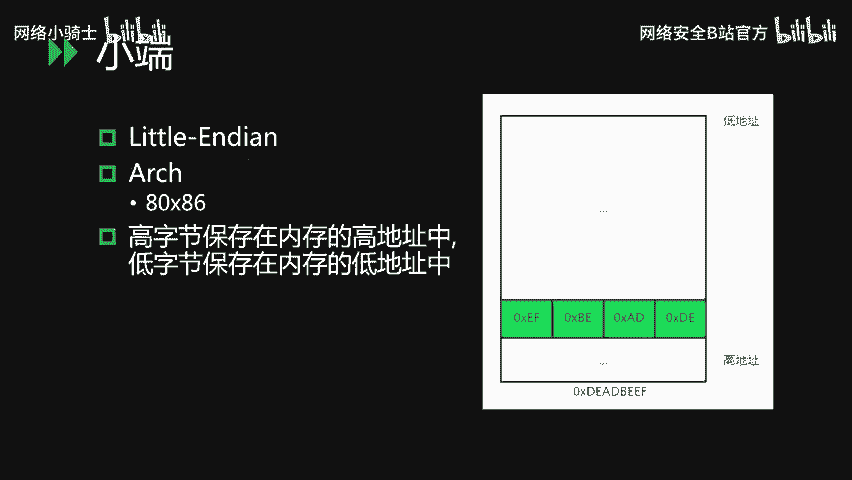 网络小骑士 bilibili
网络安全B站官方 bilibili
小端
Little-Endian
Arch
• 80x86
高字节保存在内存的高地址中,
低字节保存在内存的低地址中
低地址
...
0xEF 0xBE 0xAD 0xDE
...
高地址
0xDEADBEEF